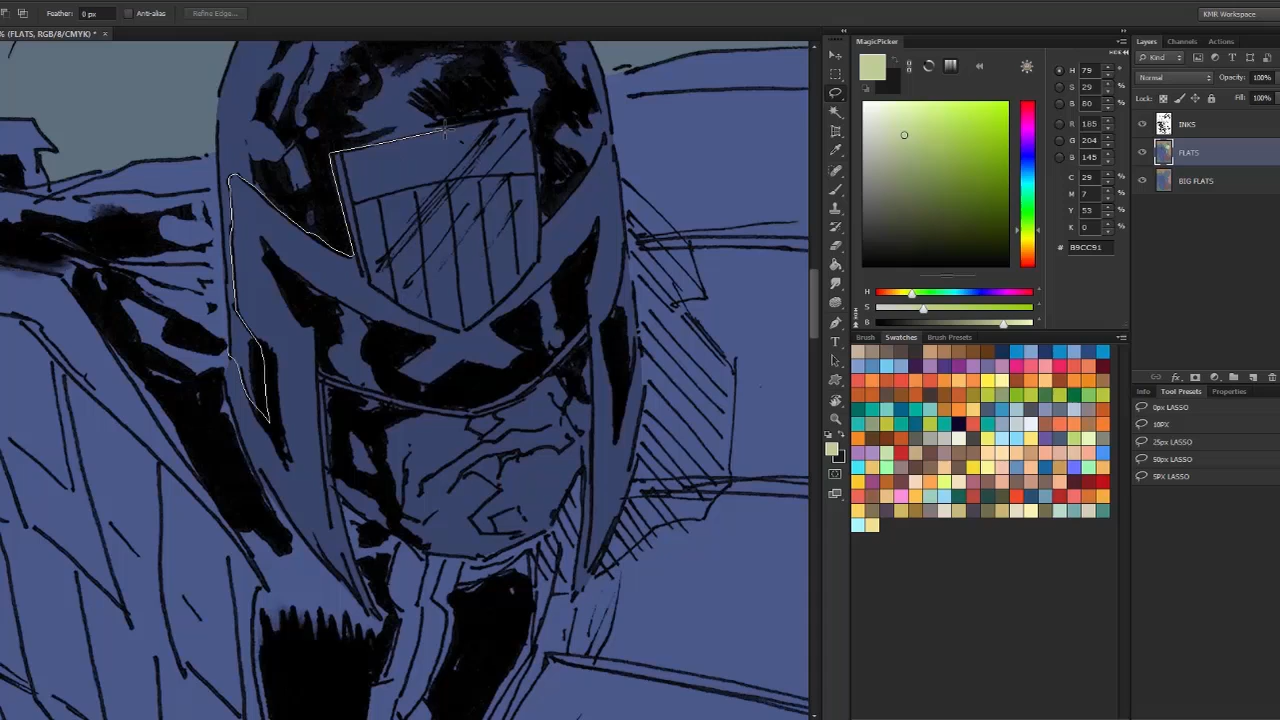 Feather: 0 px Anti-alias Refine Edge... KMR Workspace
% (FLATS, RGB/8/CMYK) * ×
MagicPicker
H 79 °
S 29 %
B 80 %
R 185
G 204
B 145
C 29 %
M 7 %
Y 53 %
K 0 %
# B9CC91
H
S
B
Brush Swatches Brush Presets
Layers Channels Actions
Kind
Normal Opacity: 100%
Lock: Fill: 100%
INKS
FLATS
BIG FLATS
Info Tool Presets Properties
0px LASSO
10PX
25px LASSO
50px LASSO
5PX LASSO